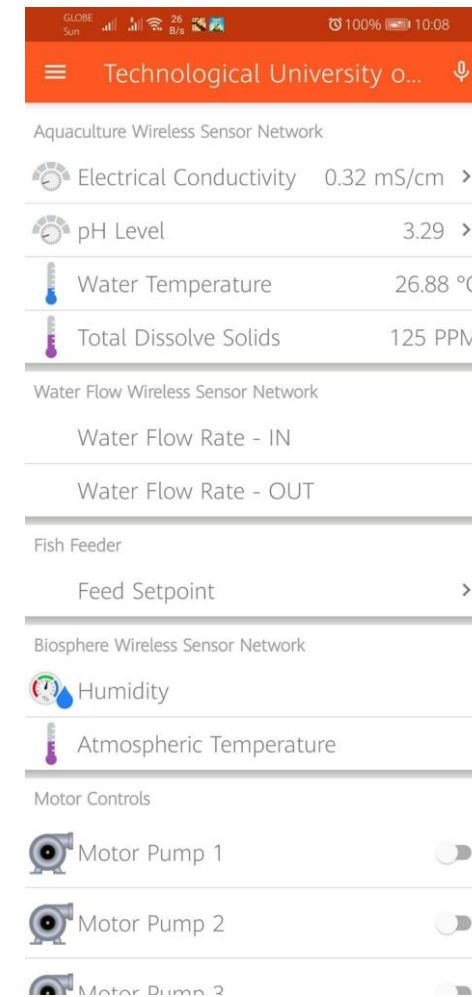 GLOBE
Sun
26
B/s
100%
10:08
Technological University o...
Aquaculture Wireless Sensor Network
Electrical Conductivity 0.32 mS/cm >
pH Level 3.29 >
Water Temperature 26.88 °C
Total Dissolve Solids 125 PPM
Water Flow Wireless Sensor Network
Water Flow Rate - IN
Water Flow Rate - OUT
Fish Feeder
Feed Setpoint >
Biosphere Wireless Sensor Network
Humidity
Atmospheric Temperature
Motor Controls
Motor Pump 1
Motor Pump 2
Motor Pump 3